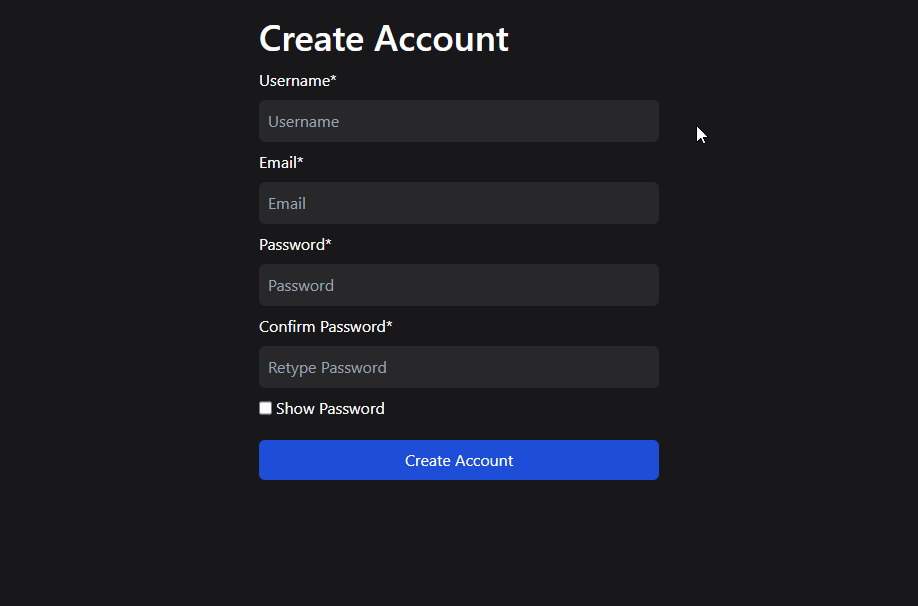 Create Account
Username*
Username
Email*
Email
Password*
Password
Confirm Password*
Retype Password
Show Password
Create Account